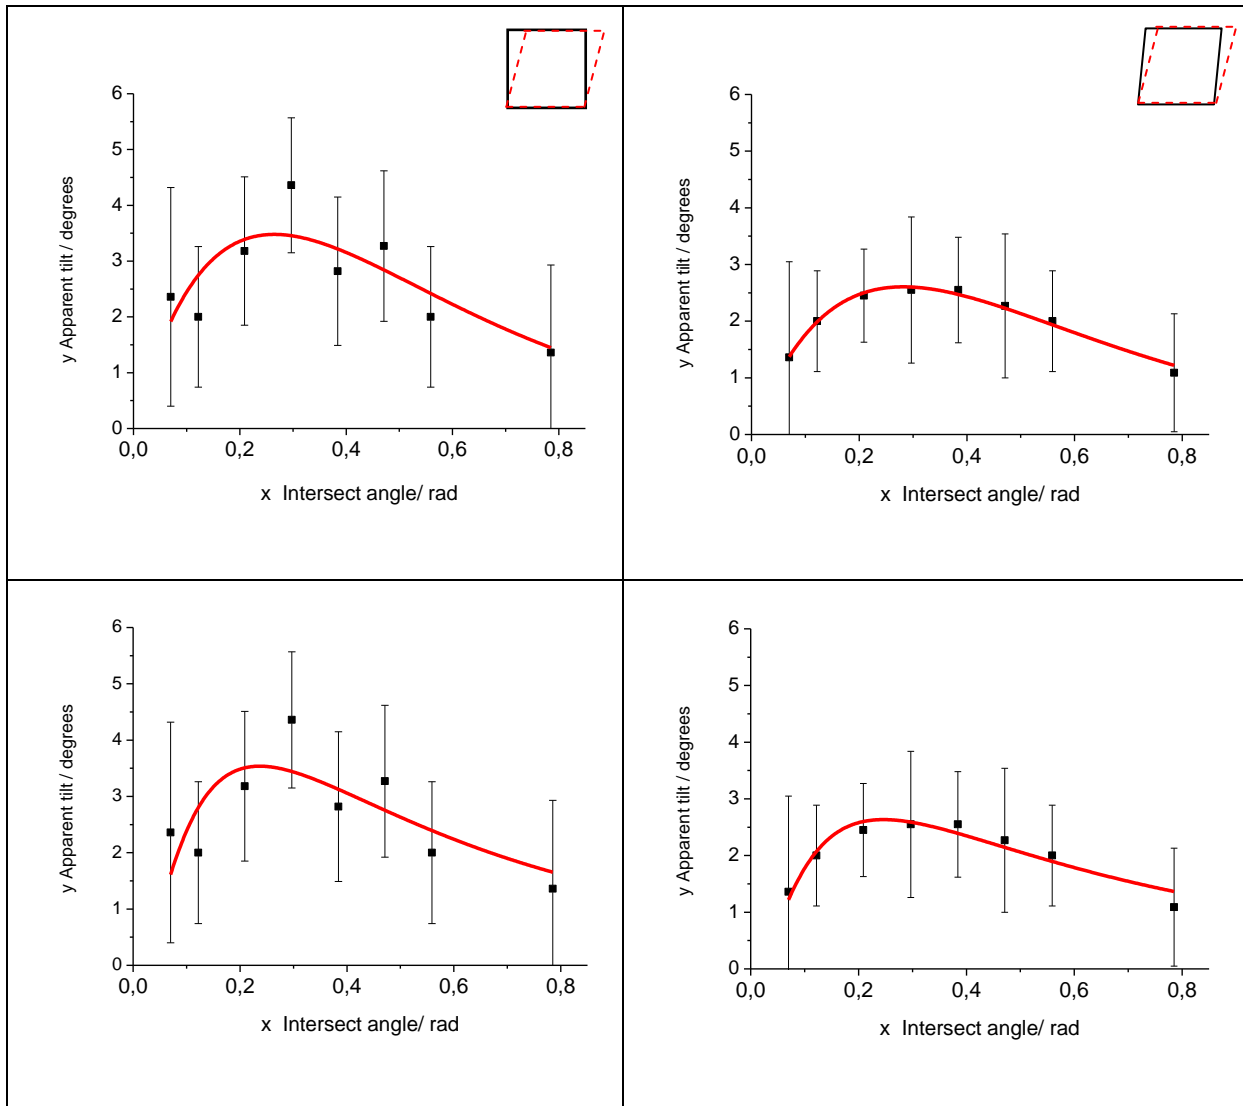 6
5
4
3
2
1
0
0,0 0,2 0,4 0,6 0,8
y Apparent tilt / degrees
x Intersect angle/ rad
6
5
4
3
2
1
0
0,0 0,2 0,4 0,6 0,8
y Apparent tilt / degrees
x Intersect angle/ rad
6
5
4
3
2
1
0
0,0 0,2 0,4 0,6 0,8
y Apparent tilt / degrees
x Intersect angle/ rad
6
5
4
3
2
1
0
0,0 0,2 0,4 0,6 0,8
y Apparent tilt / degrees
x Intersect angle/ rad